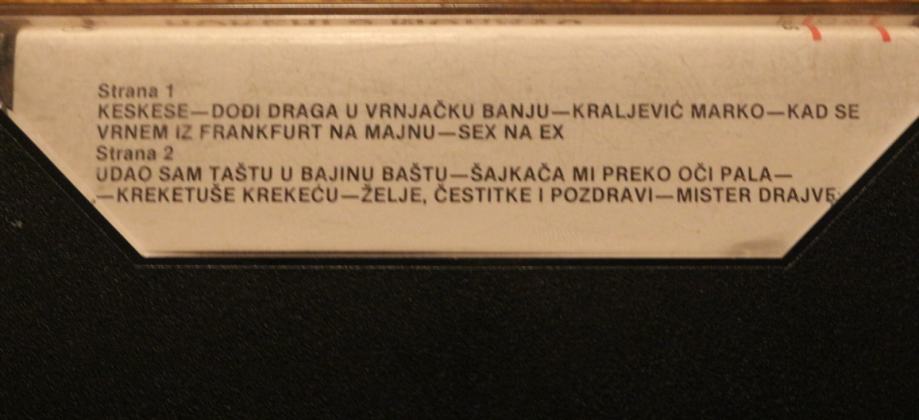 Strana 1
KESKESE—DOĐI DRAGA U VRNJAČKU BANJU—KRALJEVIĆ MARKO—KAD SE
VRNEM IZ FRANKFURT NA MAJNU—SEX NA EX
Strana 2
UDAO SAM TAŠTU U BAJINU BAŠTU—ŠAJKAČA MI PREKO OČI PALA—
—KREKETUŠE KREKEĆU—ŽELJE, ČESTITKE I POZDRAVI—MISTER DRAJVE